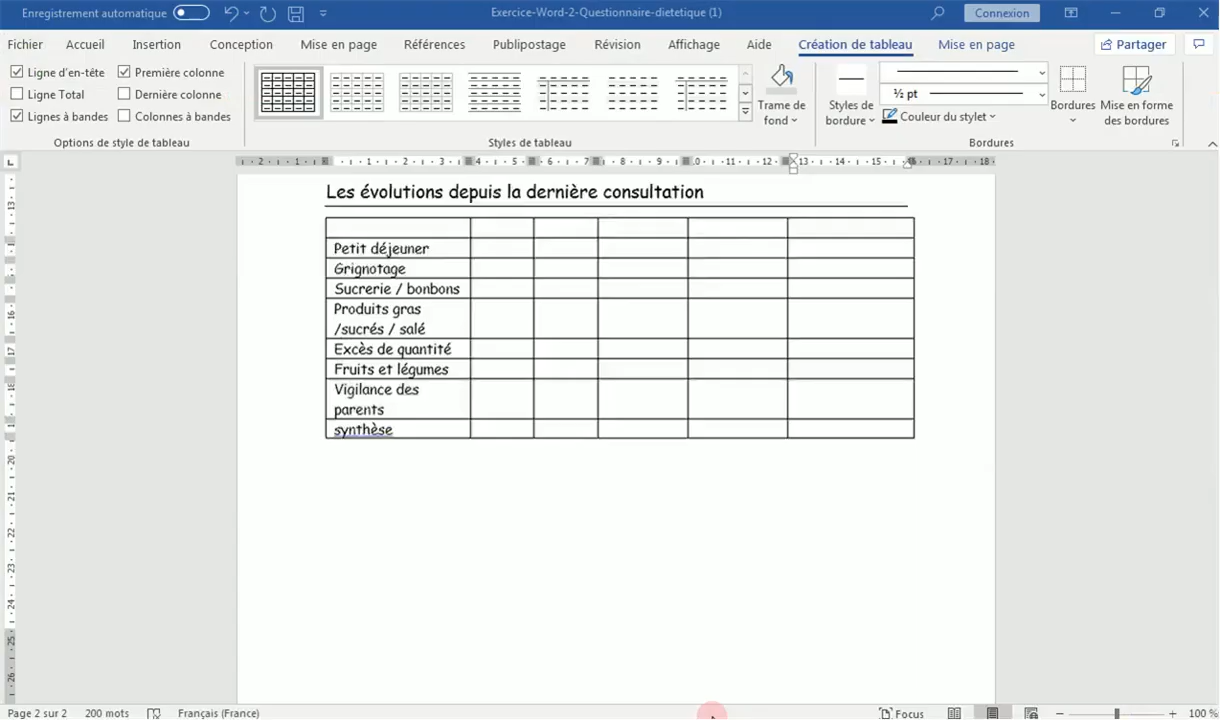 Enregistrement automatique
Exercice-Word-2-Questionnaire-dietetique (1)
Connexion
Fichier Accueil Insertion Conception Mise en page Références Publipostage Révision Affichage Aide Création de tableau Mise en page Partager
Ligne d'en-tête Première colonne
Ligne Total Dernière colonne
Lignes à bandes Colonnes à bandes
Options de style de tableau
Styles de tableau
Trame de fond
Styles de bordure
½ pt
Couleur du stylet
Bordures
Mise en forme des bordures
Bordures
Les évolutions depuis la dernière consultation
Petit déjeuner
Grignotage
Sucrerie / bonbons
Produits gras
/sucrés / salé
Excès de quantité
Fruits et légumes
Vigilance des
parents
synthèse
Page 2 sur 2 200 mots Français (France) Focus 100 %